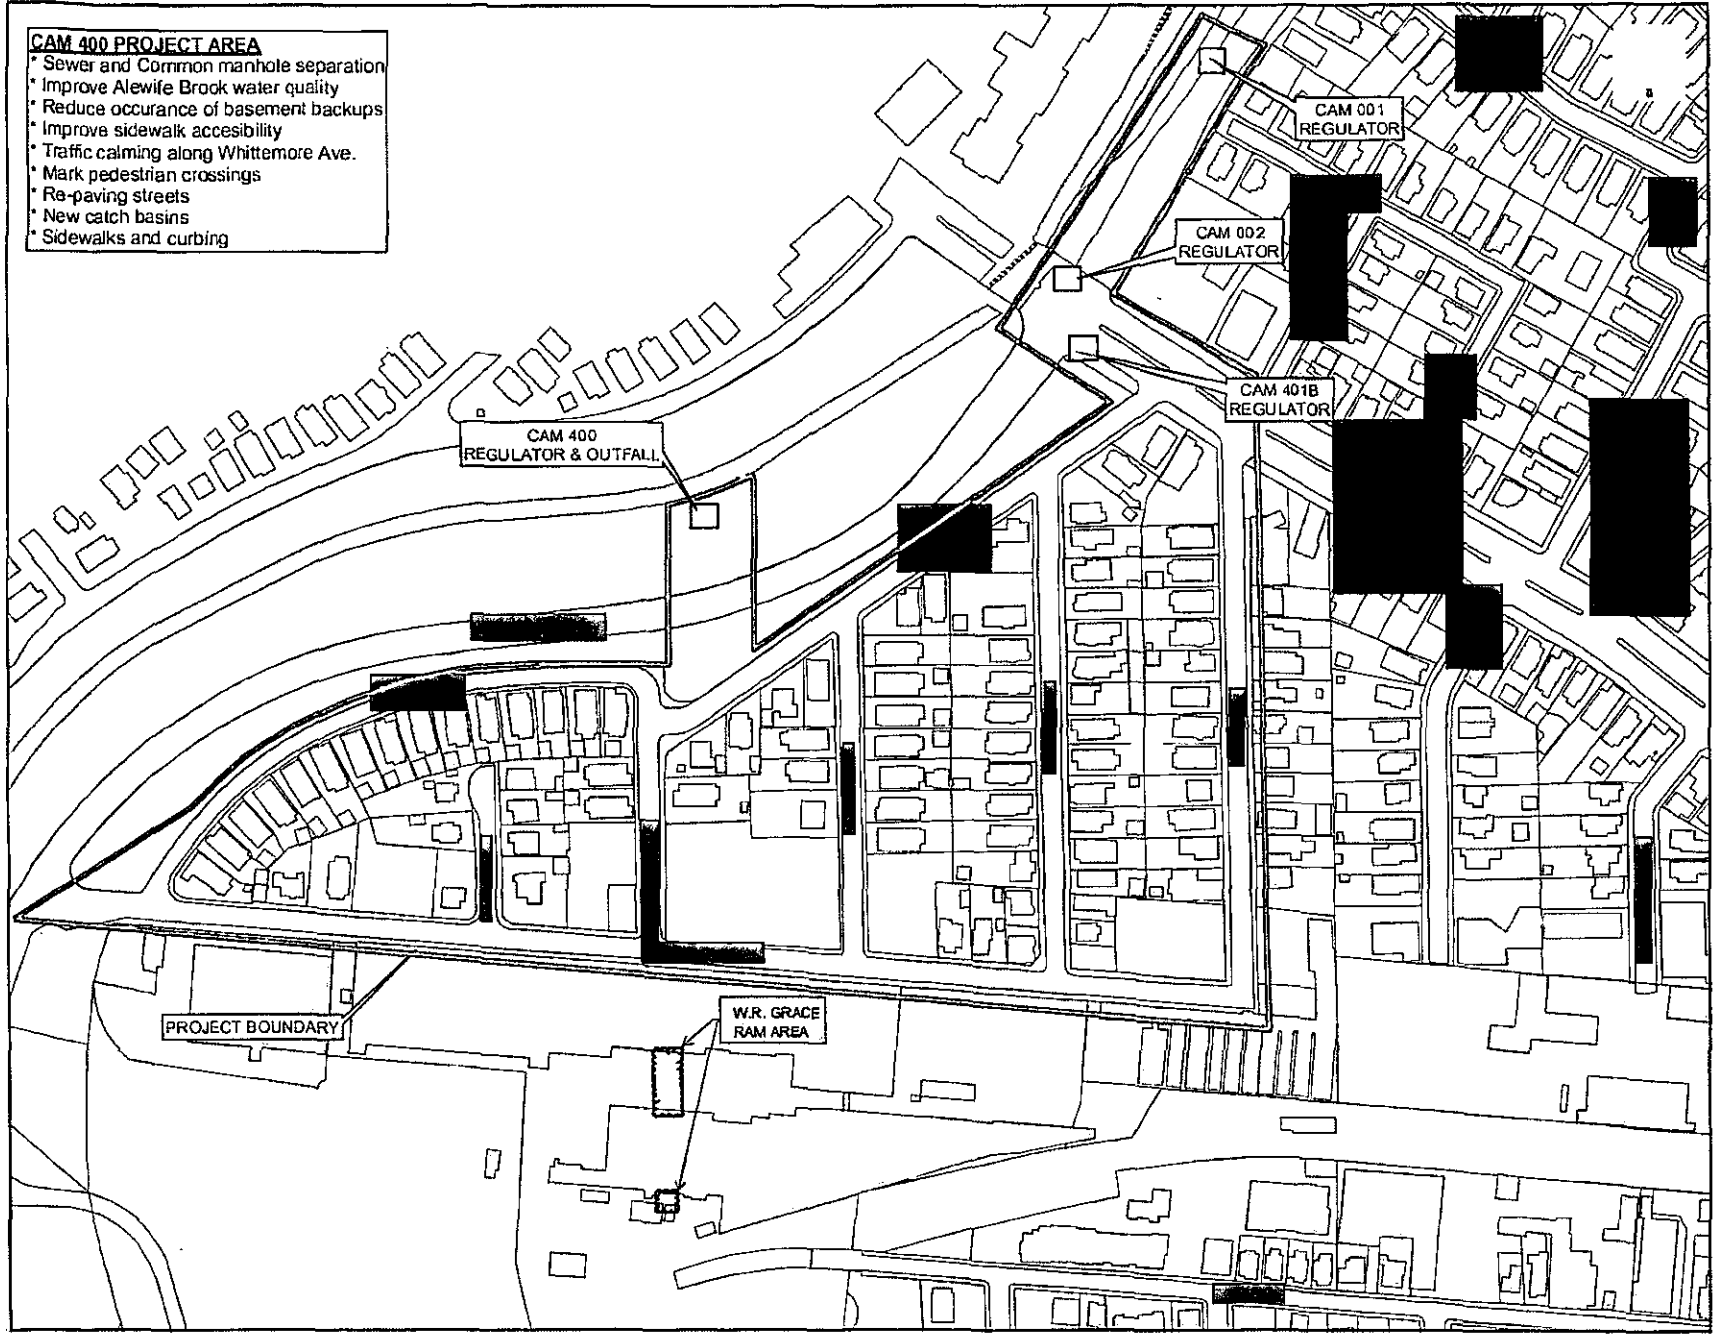 CAM 400 PROJECT AREA
* Sewer and Common manhole separation
* Improve Alewife Brook water quality
* Reduce occurance of basement backups
* Improve sidewalk accesibility
* Traffic calming along Whittemore Ave.
* Mark pedestrian crossings
* Re-paving streets
* New catch basins
* Sidewalks and curbing
CAM 001
REGULATOR
CAM 002
REGULATOR
CAM 401B
REGULATOR
CAM 400
REGULATOR & OUTFALL
PROJECT BOUNDARY
W.R. GRACE
RAM AREA